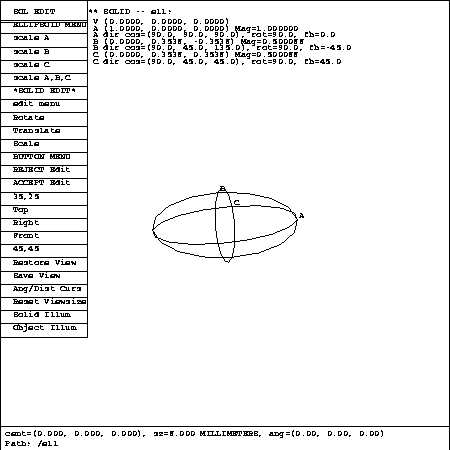 SOL EDIT
ELLIPSOID MENU
scale A
scale B
scale C
scale A,B,C
*SOLID EDIT*
edit menu
Rotate
Translate
Scale
BUTTON MENU
REJECT Edit
ACCEPT Edit
35,25
Top
Right
Front
45,45
Restore View
Save View
Ang/Dist Curs
Reset Viewsize
Solid Illum
Object Illum
** SOLID -- ell:
V (0.0000, 0.0000, 0.0000)
A (1.0000, 0.0000, 0.0000) Mag=1.000000
A dir cos=(90.0, 90.0, 90.0), rot=90.0, fb=0.0
B (0.0000, 0.3536, -0.3536) Mag=0.500066
B dir cos=(90.0, 45.0, 135.0), rot=90.0, fb=-45.0
C (0.0000, 0.3536, 0.3536) Mag=0.500066
C dir cos=(90.0, 45.0, 45.0), rot=90.0, fb=45.0
B
C
A
cent=(0.000, 0.000, 0.000), sz=6.000 MILLIMETERS, ang=(0.00, 0.00, 0.00)
Path: /ell